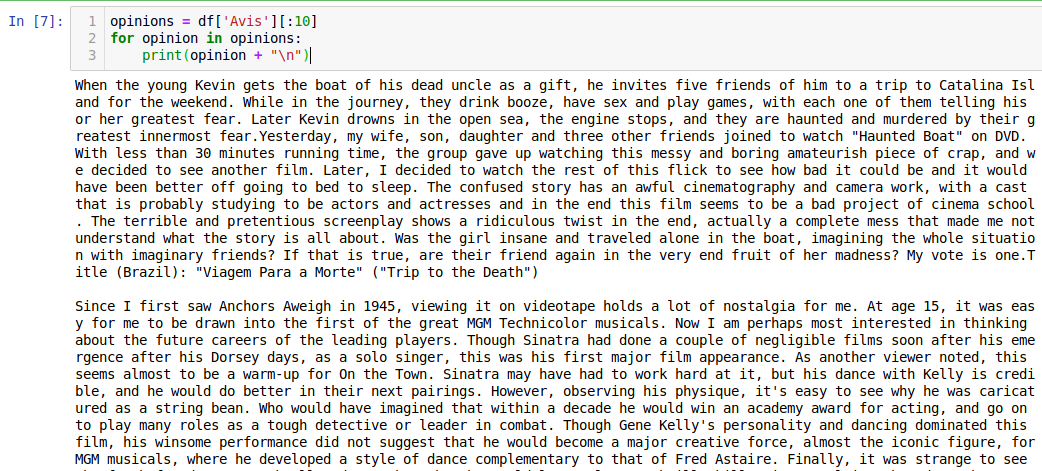 In [7]:
1 opinions = df['Avis'][:10]
2 for opinion in opinions:
3     print(opinion + "\n")
When the young Kevin gets the boat of his dead uncle as a gift, he invites five friends of him to a trip to Catalina Isl
and for the weekend. While in the journey, they drink booze, have sex and play games, with each one of them telling his
or her greatest fear. Later Kevin drowns in the open sea, the engine stops, and they are haunted and murdered by their g
reatest innermost fear.Yesterday, my wife, son, daughter and three other friends joined to watch "Haunted Boat" on DVD.
With less than 30 minutes running time, the group gave up watching this messy and boring amateurish piece of crap, and w
e decided to see another film. Later, I decided to watch the rest of this flick to see how bad it could be and it would
have been better off going to bed to sleep. The confused story has an awful cinematography and camera work, with a cast
that is probably studying to be actors and actresses and in the end this film seems to be a bad project of cinema school
. The terrible and pretentious screenplay shows a ridiculous twist in the end, actually a complete mess that made me not
understand what the story is all about. Was the girl insane and traveled alone in the boat, imagining the whole situatio
n with imaginary friends? If that is true, are their friend again in the very end fruit of her madness? My vote is one.T
itle (Brazil): "Viagem Para a Morte" ("Trip to the Death")
Since I first saw Anchors Aweigh in 1945, viewing it on videotape holds a lot of nostalgia for me. At age 15, it was eas
y for me to be drawn into the first of the great MGM Technicolor musicals. Now I am perhaps most interested in thinking
about the future careers of the leading players. Though Sinatra had done a couple of negligible films soon after his eme
rgence after his Dorsey days, as a solo singer, this was his first major film appearance. As another viewer noted, this
seems almost to be a warm-up for On the Town. Sinatra may have had to work hard at it, but his dance with Kelly is credi
ble, and he would do better in their next pairings. However, observing his physique, it's easy to see why he was caricat
ured as a string bean. Who would have imagined that within a decade he would win an academy award for acting, and go on
to play many roles as a tough detective or leader in combat. Though Gene Kelly's personality and dancing dominated this
film, his winsome performance did not suggest that he would become a major creative force, almost the iconic figure, for
MGM musicals, where he developed a style of dance complementary to that of Fred Astaire. Finally, it was strange to see